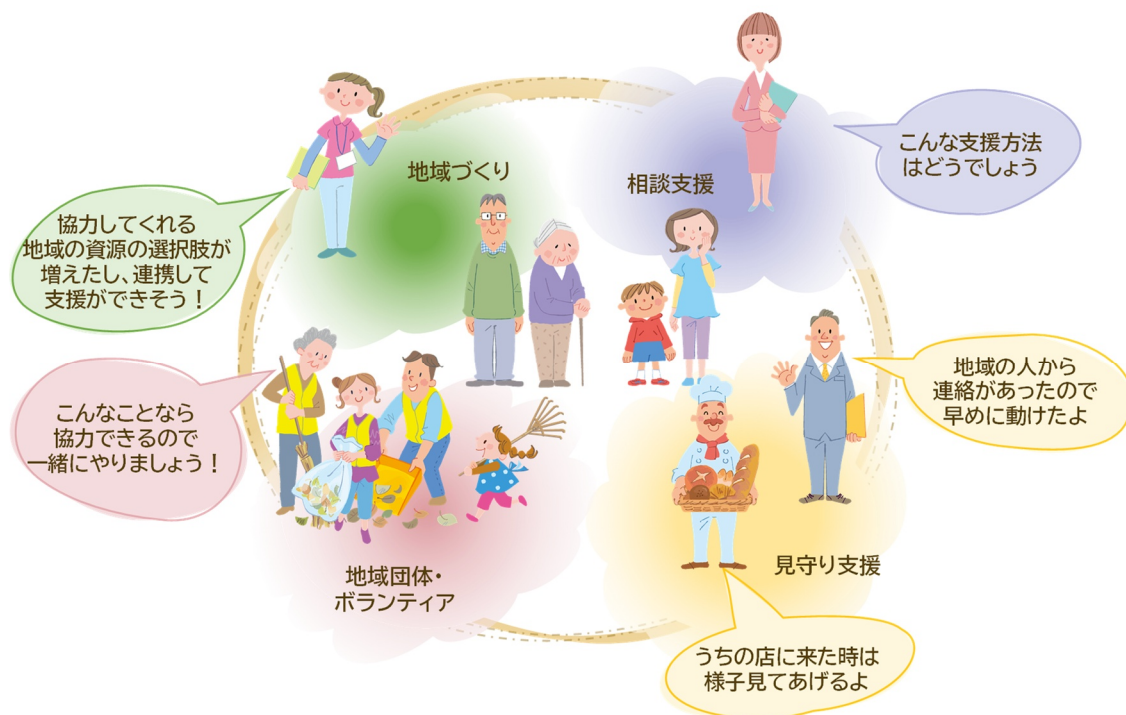 地域づくり
協力してくれる
地域の資源の選択肢が
増えたし、連携して
支援ができそう！
相談支援
こんな支援方法
はどうでしょう
こんなことなら
協力できるので
一緒にやりましょう！
地域団体・
ボランティア
地域の人から
連絡があったので
早めに動けたよ
見守り支援
うちの店に来た時は
様子見てあげるよ